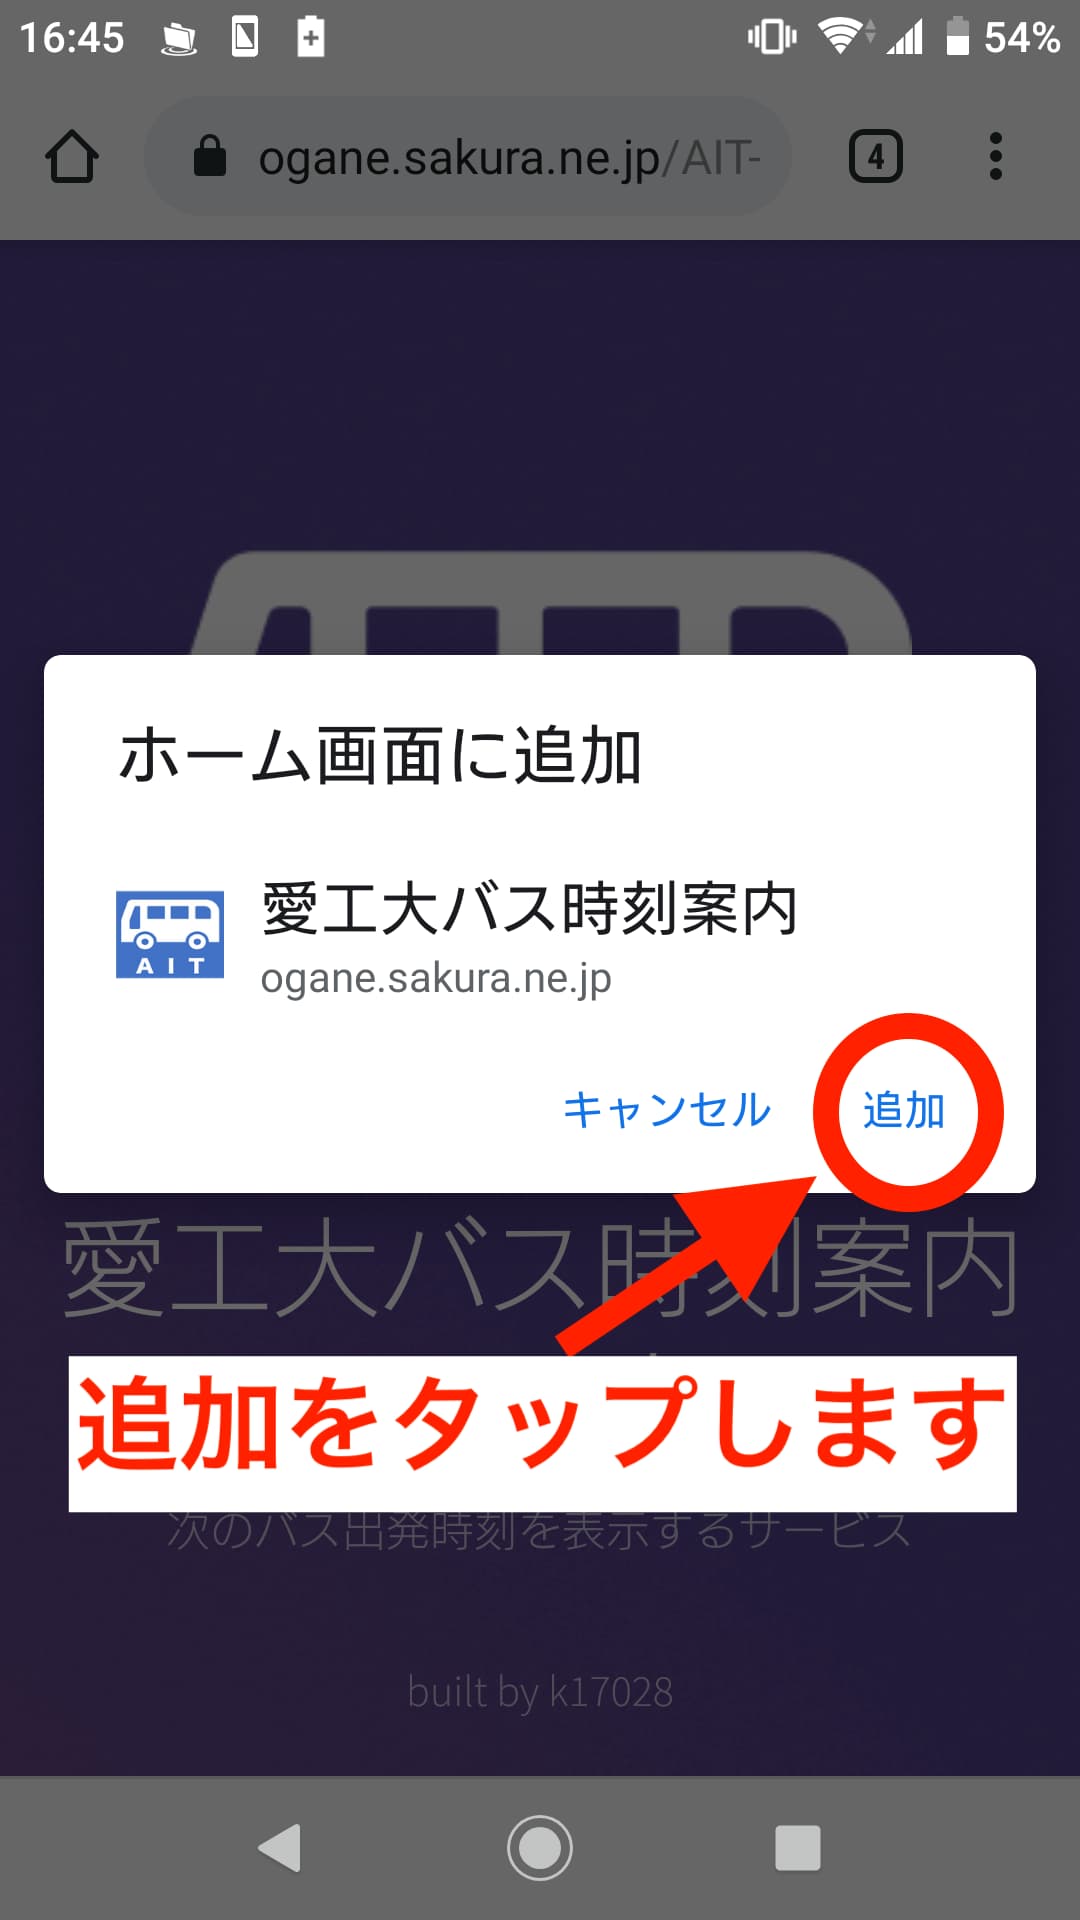 16:45
54%
ogane.sakura.ne.jp/AIT-
4
ホーム画面に追加
愛工大バス時刻案内
AIT
ogane.sakura.ne.jp
キャンセル
追加
愛工大バス時刻案内
追加をタップします
次のバス出発時刻を表示するサービス
built by k17028